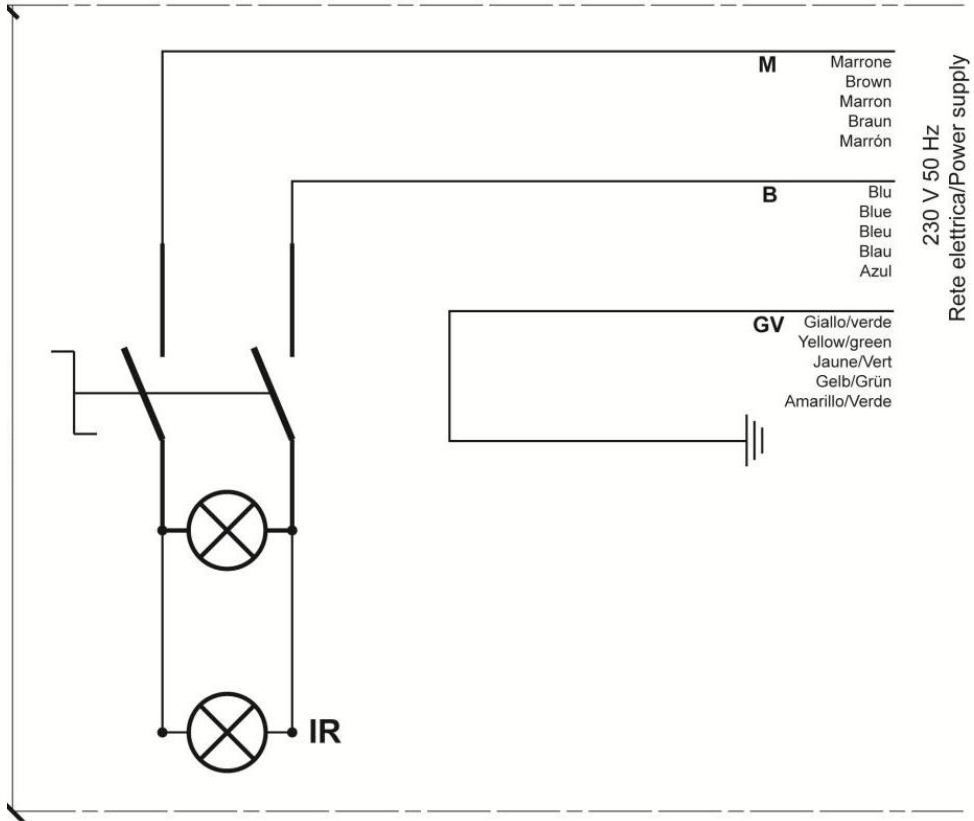 M
Marrone
Brown
Marron
Braun
Marrón
B
Blu
Blue
Bleu
Blau
Azul
GV
Giallo/verde
Yellow/green
Jaune/Vert
Gelb/Grün
Amarillo/Verde
230 V 50 Hz
Rete elettrica/Power supply
IR